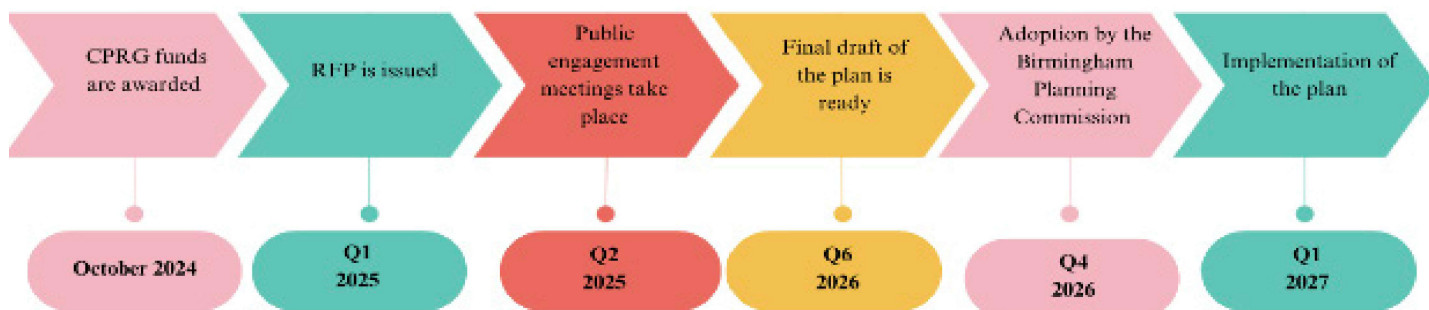 CPRG funds
are awarded
RFP is issued
Public
engagement
meetings take
place
Final draft of
the plan is
ready
Adoption by the
Birmingham
Planning
Commission
Implementation of
the plan
October 2024
Q1
2025
Q2
2025
Q6
2026
Q4
2026
Q1
2027